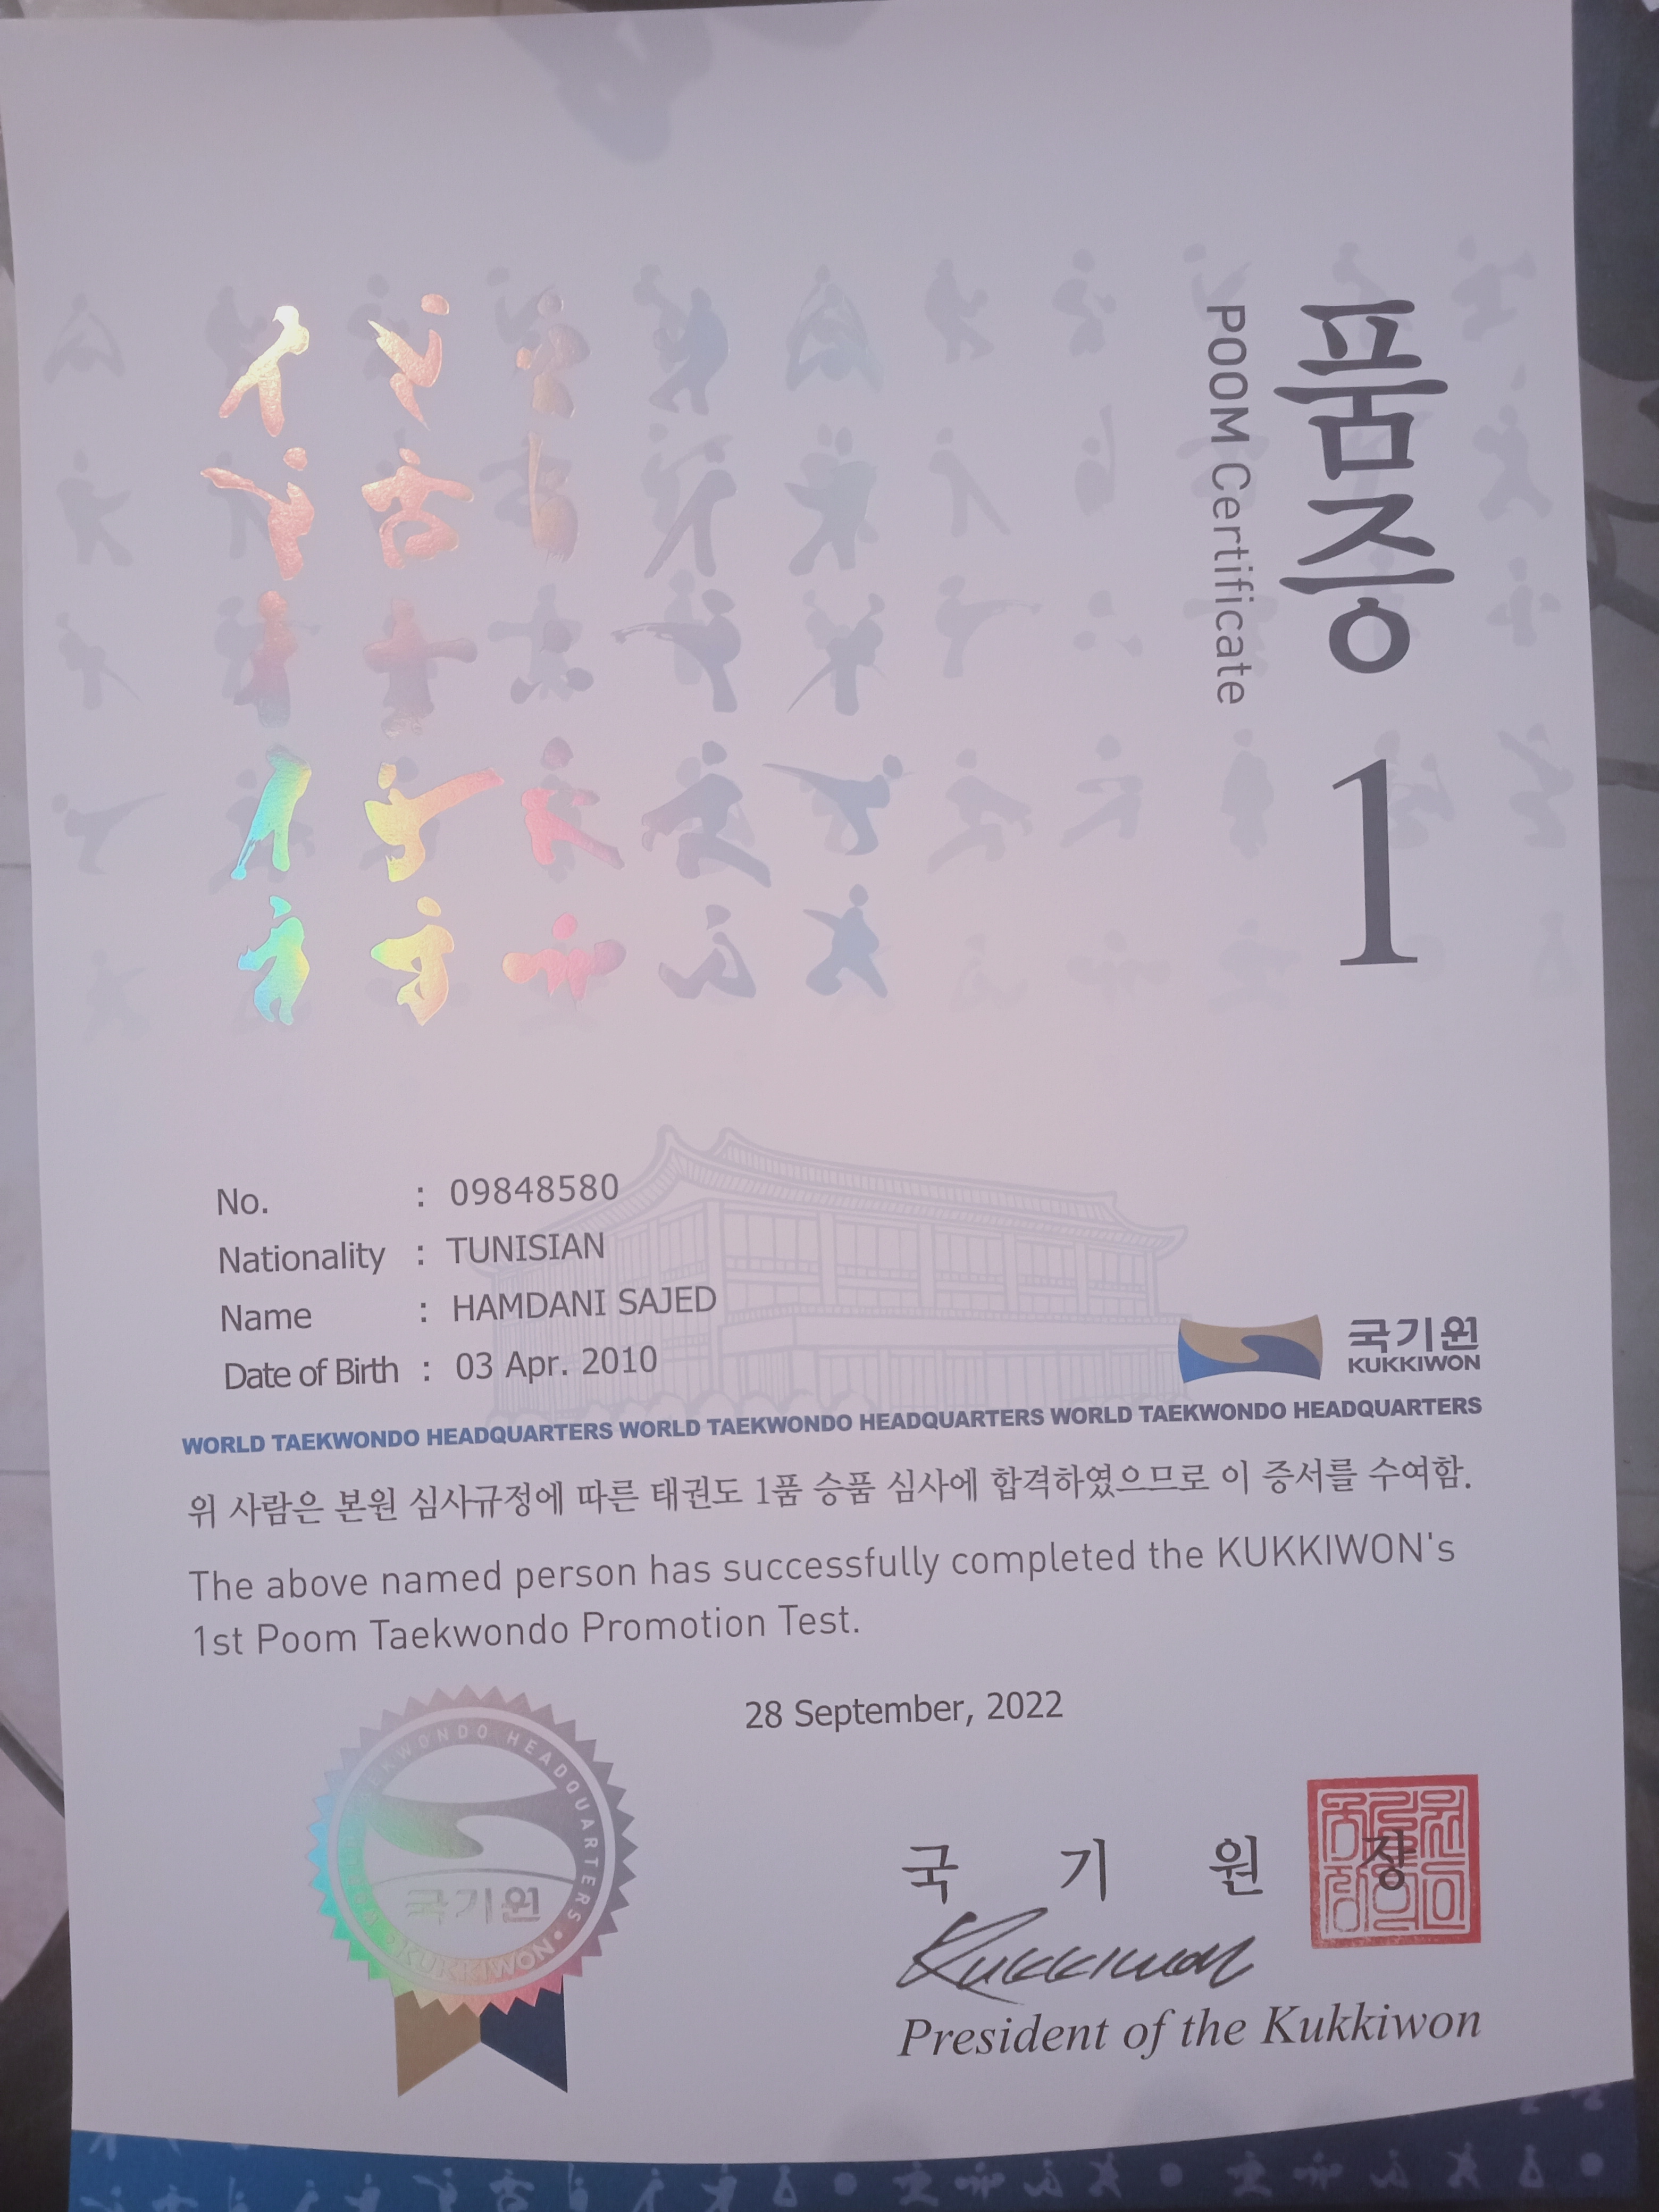 품증 1
POOM Certificate
No. : 09848580
Nationality : TUNISIAN
Name : HAMDANI SAJED
Date of Birth : 03 Apr. 2010
국기원
KUKKIWON
WORLD TAEKWONDO HEADQUARTERS WORLD TAEKWONDO HEADQUARTERS WORLD TAEKWONDO HEADQUARTERS
위 사람은 본원 심사규정에 따른 태권도 1품 승품 심사에 합격하였으므로 이 증서를 수여함.
The above named person has successfully completed the KUKKIWON's
1st Poom Taekwondo Promotion Test.
28 September, 2022
TAEKWONDO HEADQUARTERS
국기원
KUKKIWON
국 기 원 장
Kukkiwon
President of the Kukkiwon